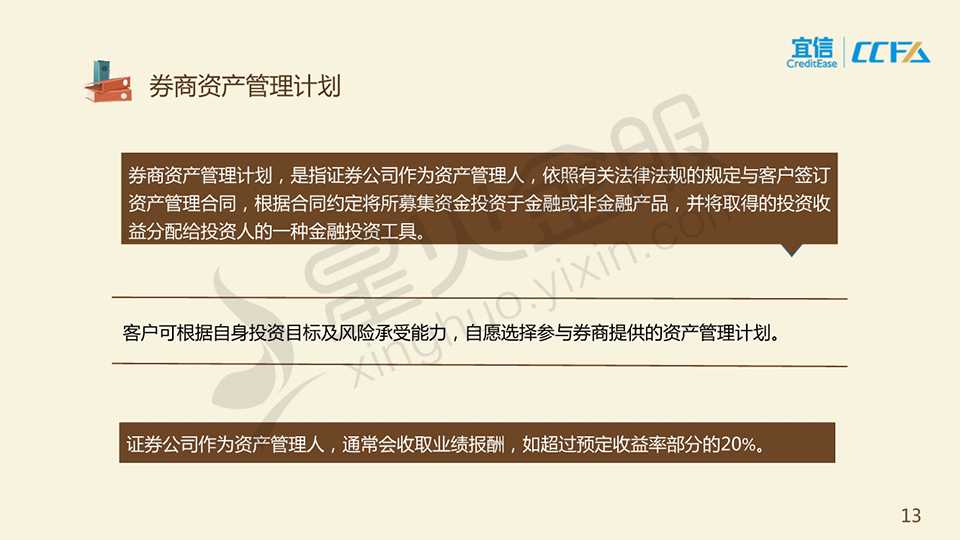 宜信
CreditEase
CCFA
券商资产管理计划
券商资产管理计划，是指证券公司作为资产管理人，依照有关法律法规的规定与客户签订
资产管理合同，根据合同约定将所募集资金投资于金融或非金融产品，并将取得的投资收
益分配给投资人的一种金融投资工具。
客户可根据自身投资目标及风险承受能力，自愿选择参与券商提供的资产管理计划。
证券公司作为资产管理人，通常会收取业绩报酬，如超过预定收益率部分的20%。
星火金服
xinghuo.yixin.com
13